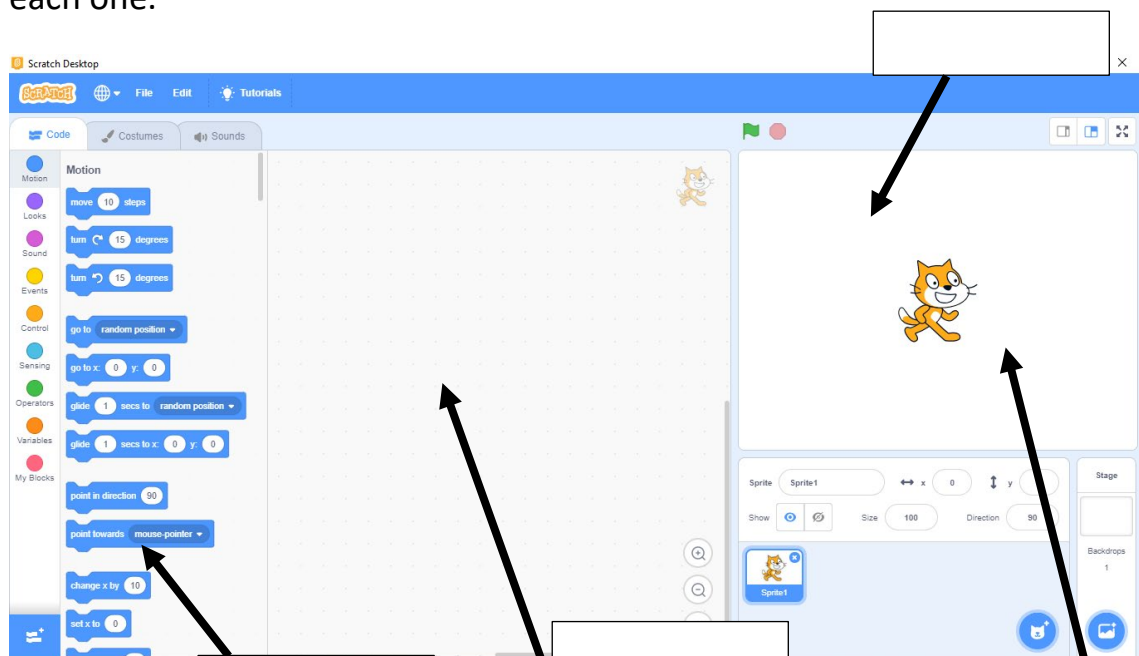 each one.
Scratch Desktop
SCRATCH File Edit Tutorials
Code Costumes Sounds
Motion
Looks
Sound
Events
Control
Sensing
Operators
Variables
My Blocks
Motion
move 10 steps
turn 15 degrees
turn 15 degrees
go to random position
go to x: 0 y: 0
glide 1 secs to random position
glide 1 secs to x: 0 y: 0
point in direction 90
point towards mouse-pointer
change x by 10
set x to 0
Sprite Sprite1 x 0 y
Show Size 100 Direction 90
Sprite1
Stage
Backdrops
1